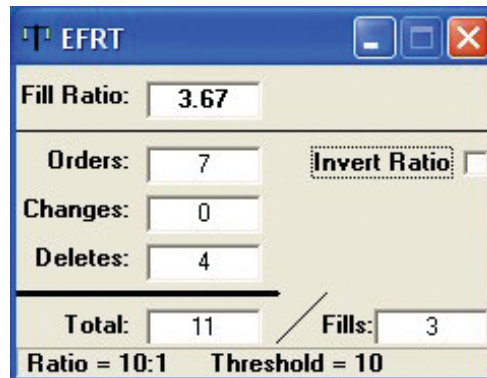 EFRT
Fill Ratio: 3.67
Orders: 7 Invert Ratio
Changes: 0
Deletes: 4
Total: 11 / Fills: 3
Ratio = 10:1 Threshold = 10